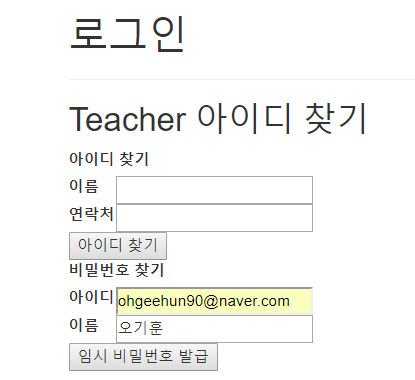 로그인
Teacher 아이디 찾기
아이디 찾기
이름
연락처
아이디 찾기
비밀번호 찾기
아이디 ohgeehun90@naver.com
이름 오기훈
임시 비밀번호 발급